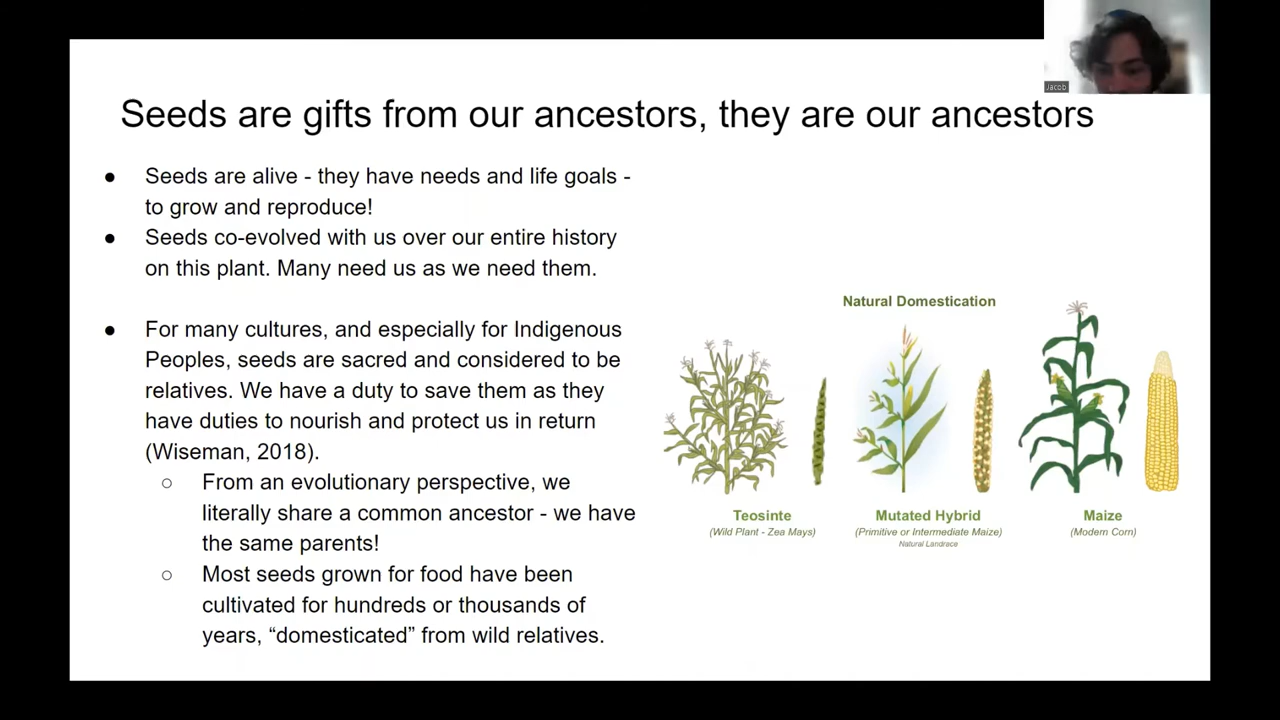 Jacob
Seeds are gifts from our ancestors, they are our ancestors
● Seeds are alive - they have needs and life goals -
to grow and reproduce!
● Seeds co-evolved with us over our entire history
on this plant. Many need us as we need them.
● For many cultures, and especially for Indigenous
Peoples, seeds are sacred and considered to be
relatives. We have a duty to save them as they
have duties to nourish and protect us in return
(Wiseman, 2018).
○ From an evolutionary perspective, we
literally share a common ancestor - we have
the same parents!
○ Most seeds grown for food have been
cultivated for hundreds or thousands of
years, “domesticated” from wild relatives.
Natural Domestication
Teosinte
(Wild Plant - Zea Mays)
Mutated Hybrid
(Primitive or Intermediate Maize)
Natural Landrace
Maize
(Modern Corn)